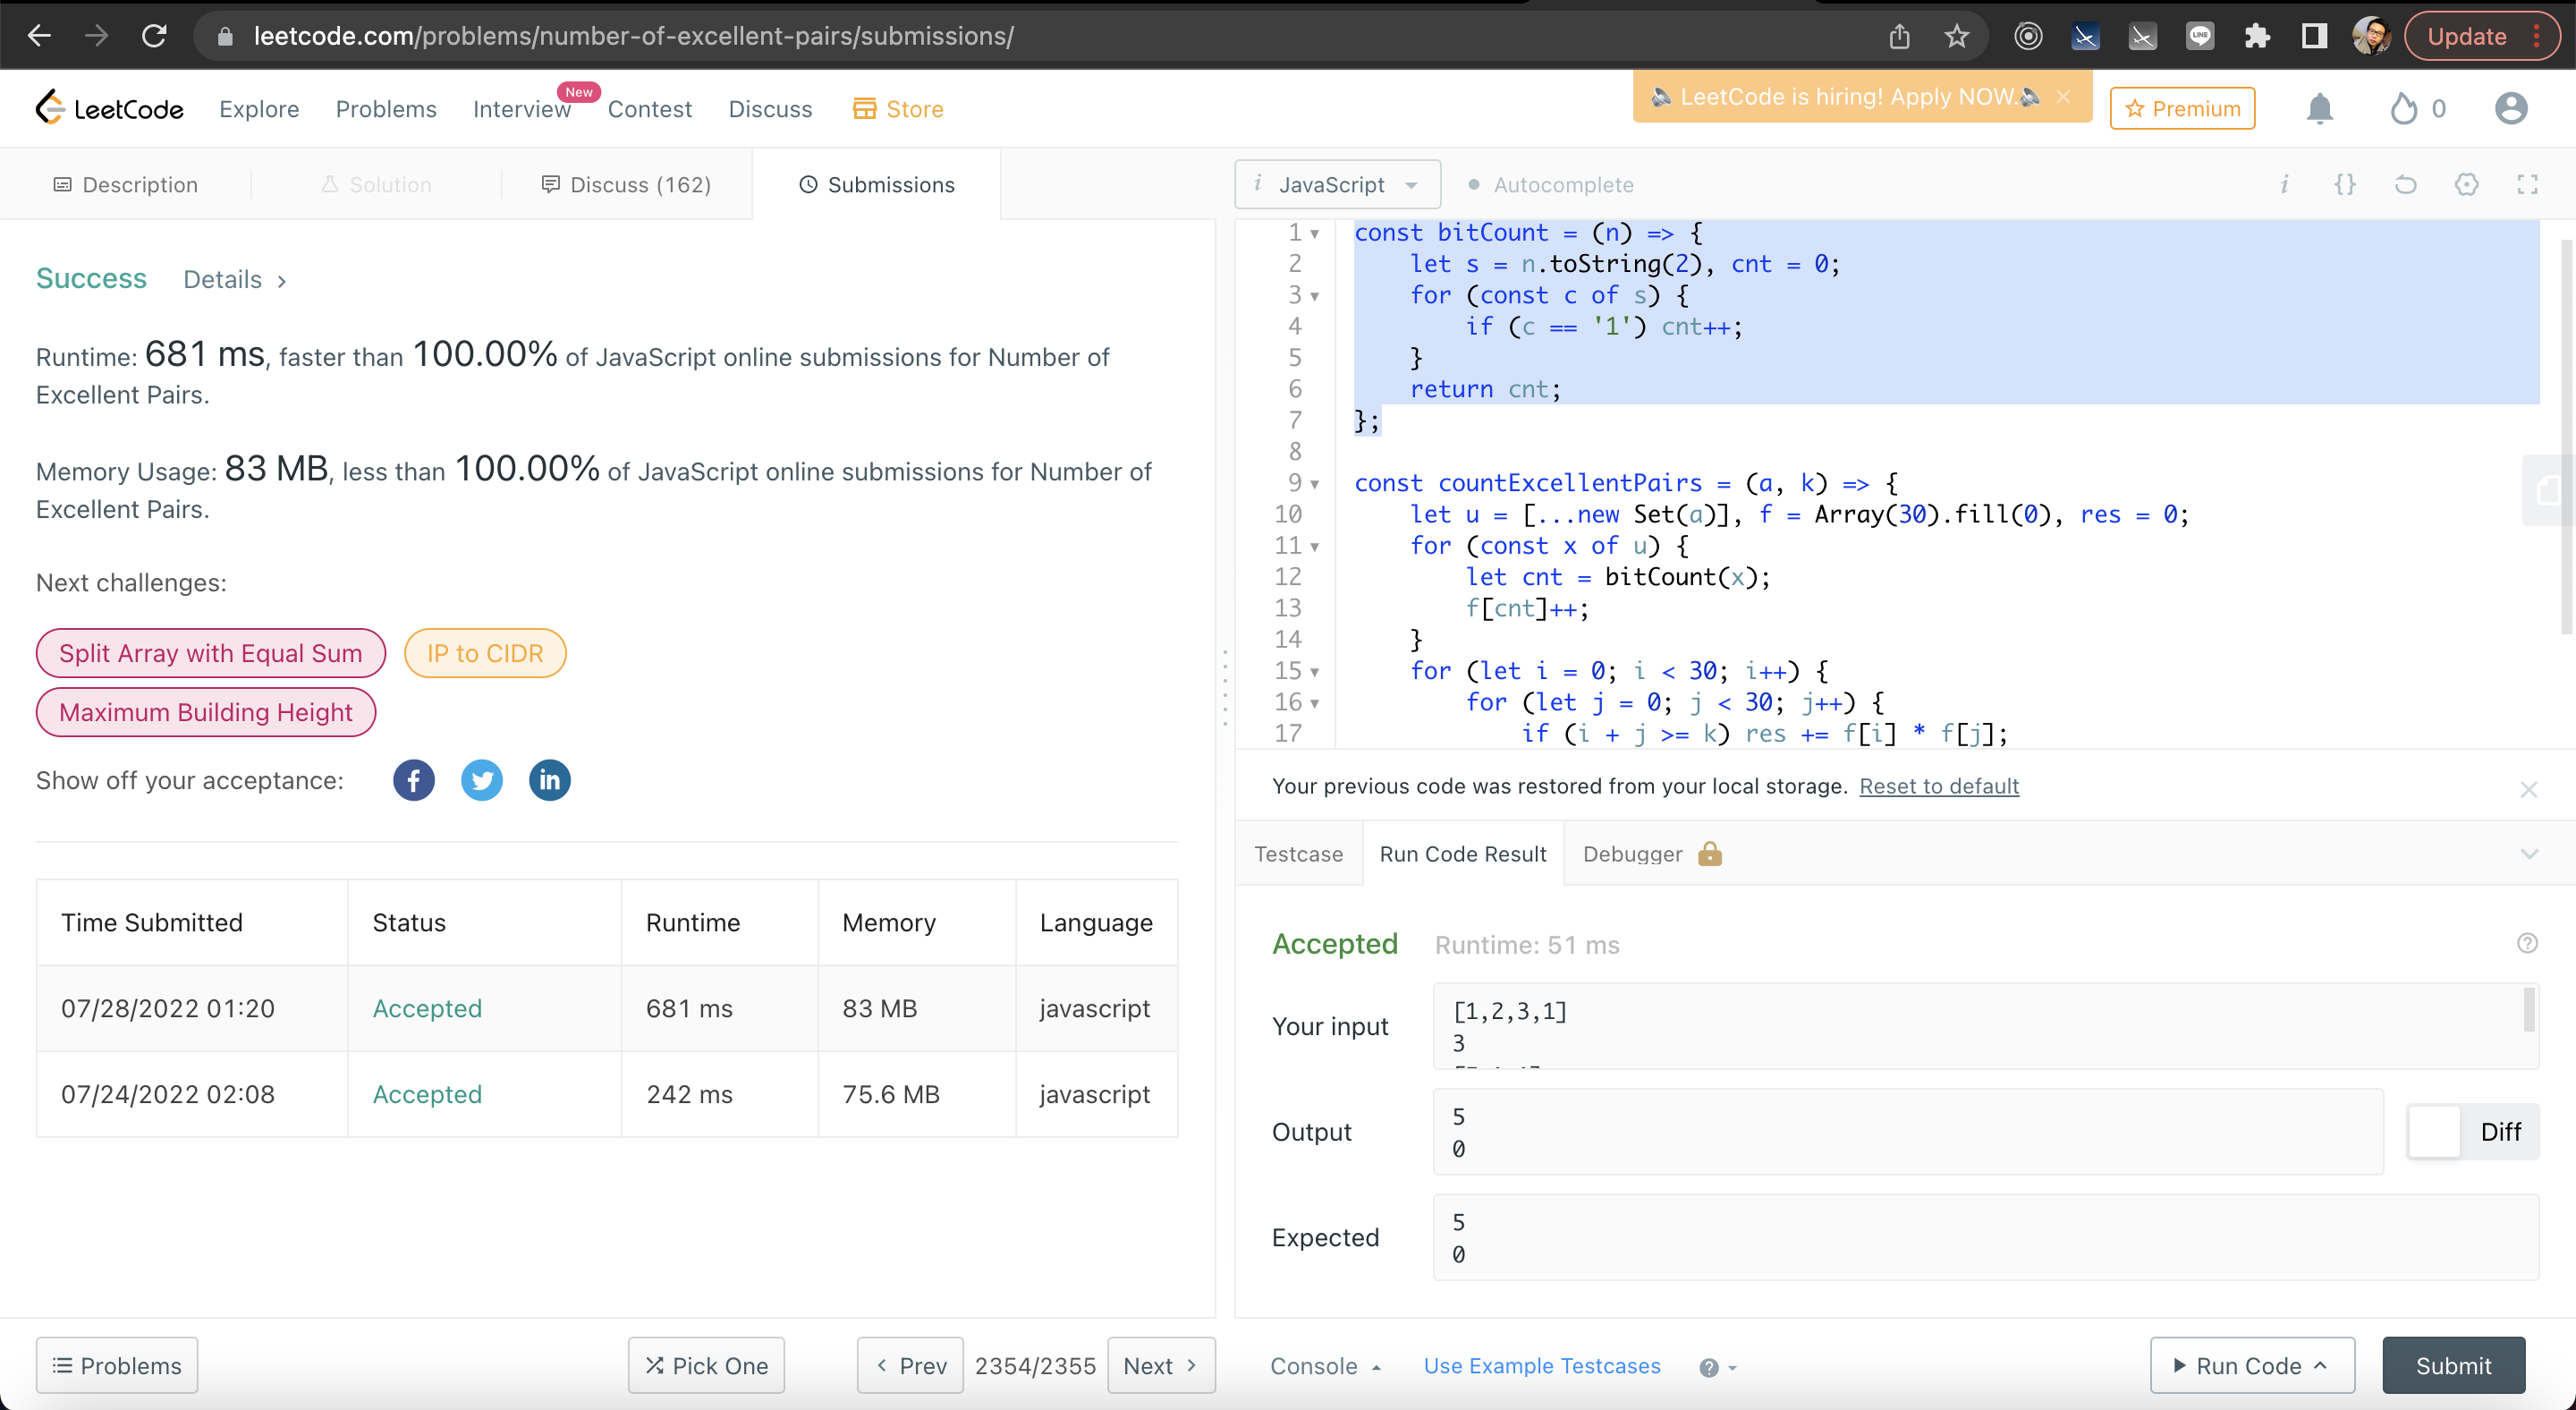 leetcode.com/problems/number-of-excellent-pairs/submissions/
Update
LeetCode
Explore
Problems
Interview
New
Contest
Discuss
Store
LeetCode is hiring! Apply NOW.
Premium
0
Description
Solution
Discuss (162)
Submissions
Success
Details
Runtime: 681 ms, faster than 100.00% of JavaScript online submissions for Number of
Excellent Pairs.
Memory Usage: 83 MB, less than 100.00% of JavaScript online submissions for Number of
Excellent Pairs.
Next challenges:
Split Array with Equal Sum
IP to CIDR
Maximum Building Height
Show off your acceptance:
Time Submitted Status Runtime Memory Language
07/28/2022 01:20 Accepted 681 ms 83 MB javascript
07/24/2022 02:08 Accepted 242 ms 75.6 MB javascript
Problems
Pick One
Prev
2354/2355
Next
i JavaScript
Autocomplete
i {}
1 const bitCount = (n) => {
2 let s = n.toString(2), cnt = 0;
3 for (const c of s) {
4 if (c == '1') cnt++;
5 }
6 return cnt;
7 };
8
9 const countExcellentPairs = (a, k) => {
10 let u = [...new Set(a)], f = Array(30).fill(0), res = 0;
11 for (const x of u) {
12 let cnt = bitCount(x);
13 f[cnt]++;
14 }
15 for (let i = 0; i < 30; i++) {
16 for (let j = 0; j < 30; j++) {
17 if (i + j >= k) res += f[i] * f[j];
Your previous code was restored from your local storage. Reset to default
Testcase
Run Code Result
Debugger
Accepted Runtime: 51 ms
Your input
[1,2,3,1]
3
Output
5
0
Diff
Expected
5
0
Console
Use Example Testcases
Run Code
Submit